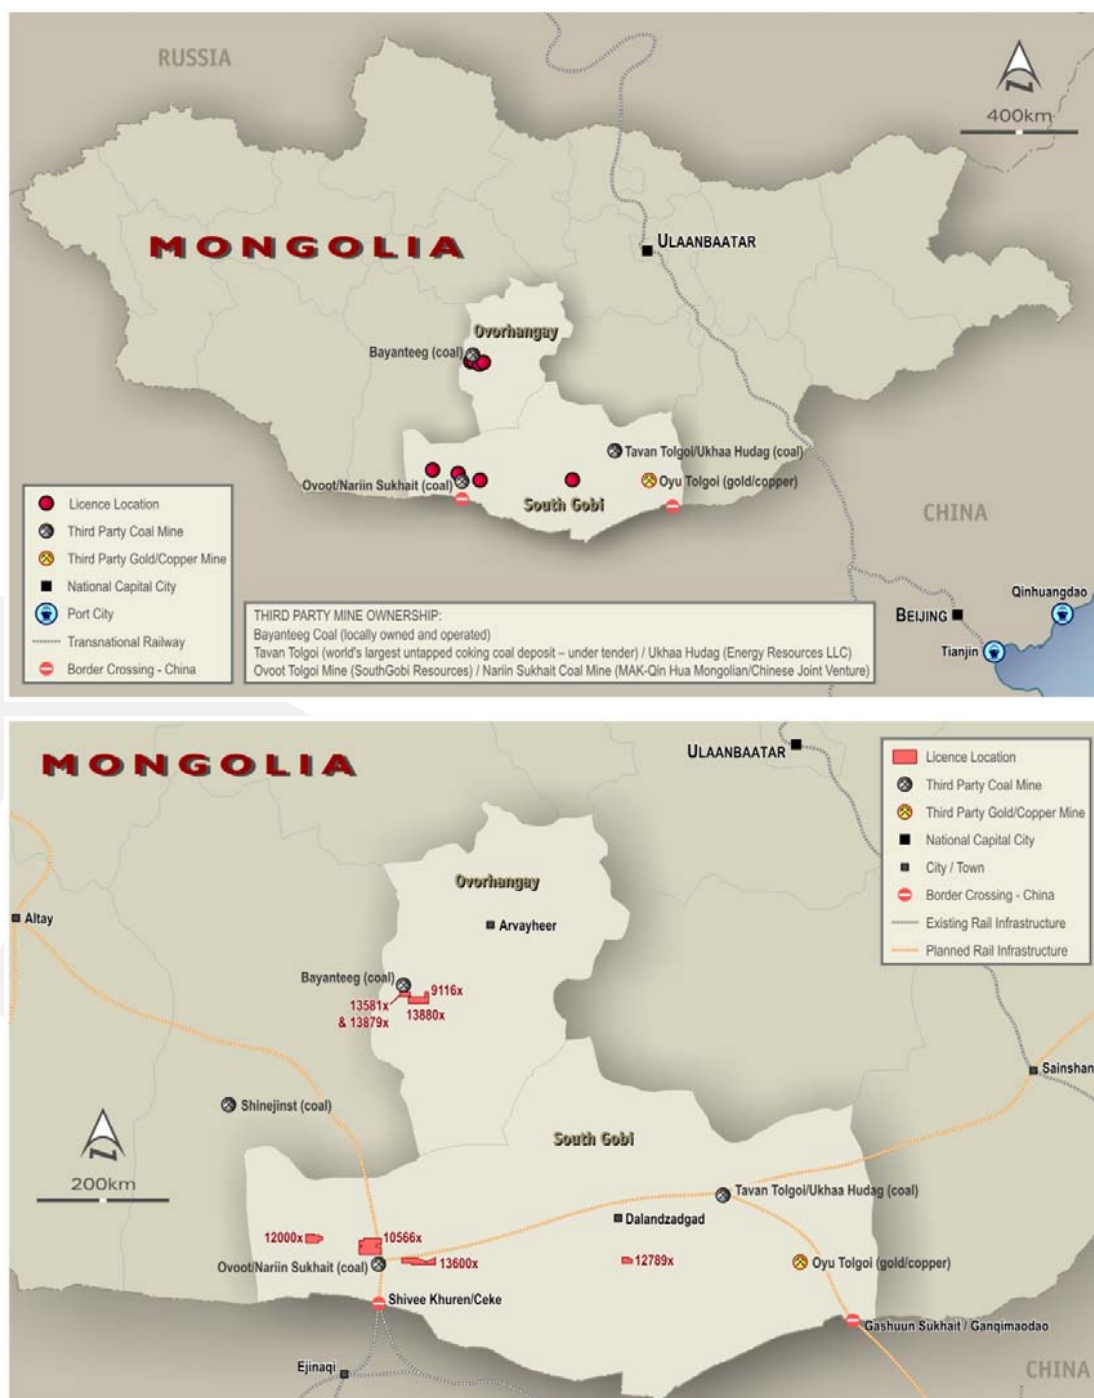 RUSSIA
400km
MONGOLIA
ULAANBAATAR
Ovorhangay
Bayanteeg (coal)
Tavan Tolgoi/Ukhaa Hudag (coal)
Ovoot/Nariin Sukhait (coal)
Oyu Tolgoi (gold/copper)
South Gobi
CHINA
Licence Location
Third Party Coal Mine
Third Party Gold/Copper Mine
National Capital City
Port City
Transnational Railway
Border Crossing - China
THIRD PARTY MINE OWNERSHIP:
Bayanteeg Coal (locally owned and operated)
Tavan Tolgoi (world's largest untapped coking coal deposit – under tender) / Ukhaa Hudag (Energy Resources LLC)
Ovoot Tolgoi Mine (SouthGobi Resources) / Nariin Sukhait Coal Mine (MAK-Qin Hua Mongolian/Chinese Joint Venture)
Qinhuangdao
BEIJING
Tianjin
MONGOLIA
ULAANBAATAR
Licence Location
Third Party Coal Mine
Third Party Gold/Copper Mine
National Capital City
City / Town
Border Crossing - China
Existing Rail Infrastructure
Planned Rail Infrastructure
Ovorhangay
Altay
Arvayheer
Bayanteeg (coal)
9116x
13581x
& 13879x
13880x
Sainshan
Shinejinst (coal)
South Gobi
200km
Tavan Tolgoi/Ukhaa Hudag (coal)
Dalandzadgad
12000x
10566x
Ovoot/Nariin Sukhait (coal)
13600x
12789x
Oyu Tolgoi (gold/copper)
Shivee Khuren/Ceke
Gashuun Sukhait / Ganqimaodao
Ejinaqi
CHINA